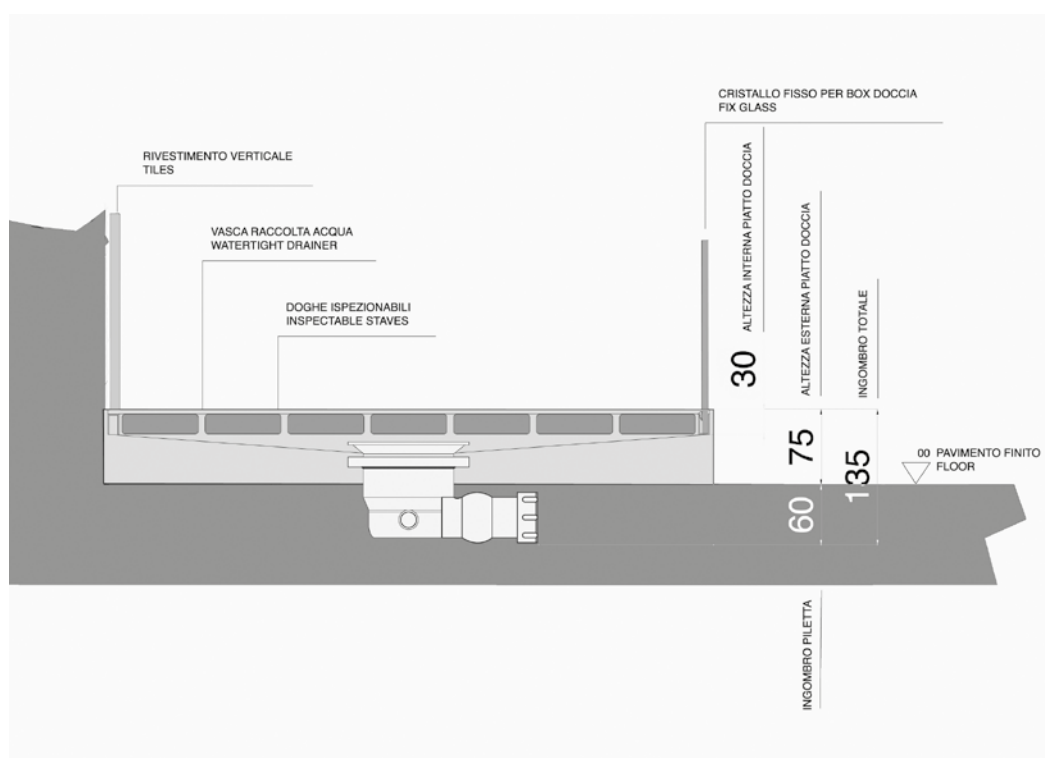 CRISTALLO FISSO PER BOX DOCCIA
FIX GLASS
RIVESTIMENTO VERTICALE
TILES
VASCA RACCOLTA ACQUA
WATERTIGHT DRAINER
DOGHE ISPEZIONABILI
INSPECTABLE STAVES
30
ALTEZZA INTERNA PIATTO DOCCIA
75
ALTEZZA ESTERNA PIATTO DOCCIA
135
INGOMBRO TOTALE
00 PAVIMENTO FINITO
FLOOR
60
INGOMBRO PILETTA